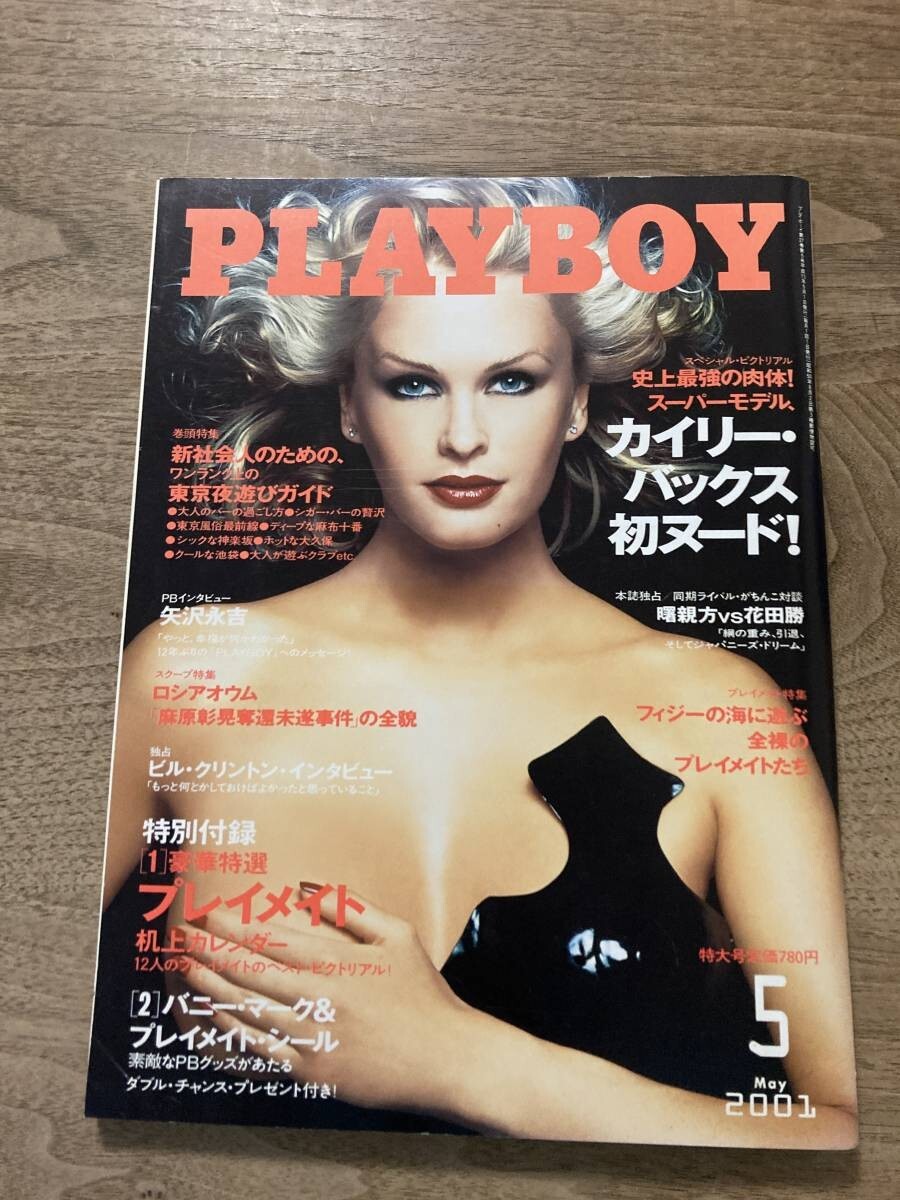 PLAYBOY
スペシャル・ピクトリアル
史上最強の肉体!
スーパーモデル、
カイリー・
バックス
初ヌード!
巻頭特集
新社会人のための、
ワンランク上の
東京夜遊びガイド
●大人のバーの過ごし方●シガー・バーの贅沢
●東京風俗最前線●ディープな麻布十番
●シックな神楽坂●ホットな大久保
●クールな池袋●大人が遊ぶクラブetc.
PBインタビュー
矢沢永吉
「やっと、幸福が何かわかった」
12年ぶりの「PLAYBOY」へのメッセージ!
本誌独占/同期ライバル・がちんこ対談
曙親方vs花田勝
「綱の重み、引退、
そしてジャパニーズ・ドリーム」
スクープ特集
ロシアオウム
「麻原彰晃奪還未遂事件」の全貌
プレイメイト特集
フィジーの海に遊ぶ
全裸の
プレイメイトたち
独占
ビル・クリントン・インタビュー
「もっと何とかしておけばよかったと思っていること」
特別付録
[1]豪華特選
プレイメイト
机上カレンダー
12人のプレイメイトのベスト・ピクトリアル!
[2]バニー・マーク&
プレイメイト・シール
素敵なPBグッズがあたる
ダブル・チャンス・プレゼント付き!
特大号定価780円
5
May
2001